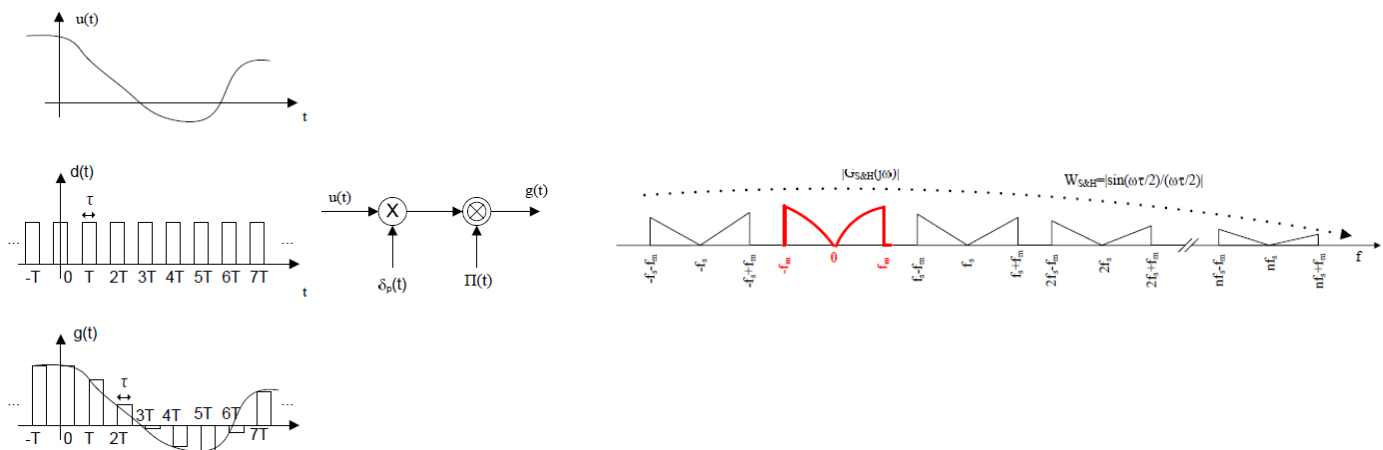 u(t)
t
d(t)
τ
... ...
-T 0 T 2T 3T 4T 5T 6T 7T
t
g(t)
τ
... ...
3T 4T 5T 6T
-T 0 T 2T 7T
u(t) X ⊗ g(t)
δp(t) Π(t)
|G_S&H(jω)|
W_S&H=|sin(ωτ/2)/(ωτ/2)|
-fs-fm -fs -fs+fm -fm 0 fm fs-fm fs fs+fm 2fs-fm 2fs 2fs+fm nfs-fm nfs nfs+fm f